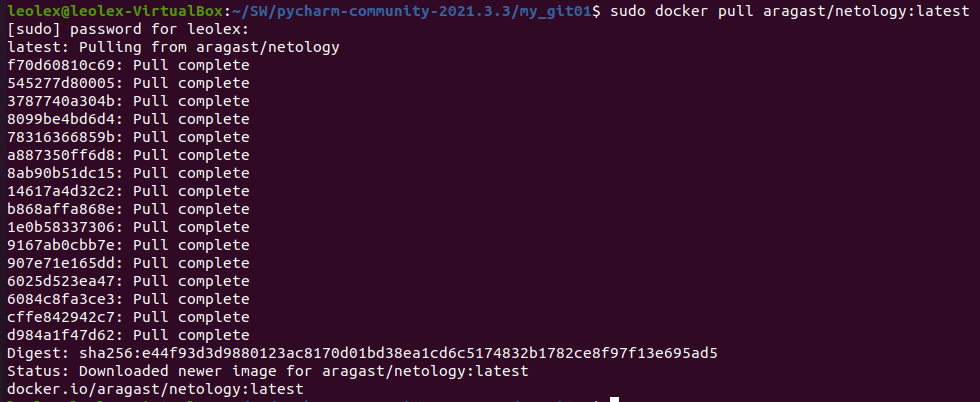 leolex@leolex-VirtualBox:~/SW/pycharm-community-2021.3.3/my_git01$ sudo docker pull aragast/netology:latest
[sudo] password for leolex:
latest: Pulling from aragast/netology
f70d60810c69: Pull complete
545277d80005: Pull complete
3787740a304b: Pull complete
8099be4bd6d4: Pull complete
78316366859b: Pull complete
a887350ff6d8: Pull complete
8ab90b51dc15: Pull complete
14617a4d32c2: Pull complete
b868affa868e: Pull complete
1e0b58337306: Pull complete
9167ab0cbb7e: Pull complete
907e71e165dd: Pull complete
6025d523ea47: Pull complete
6084c8fa3ce3: Pull complete
cffe842942c7: Pull complete
d984a1f47d62: Pull complete
Digest: sha256:e44f93d3d9880123ac8170d01bd38ea1cd6c5174832b1782ce8f97f13e695ad5
Status: Downloaded newer image for aragast/netology:latest
docker.io/aragast/netology:latest